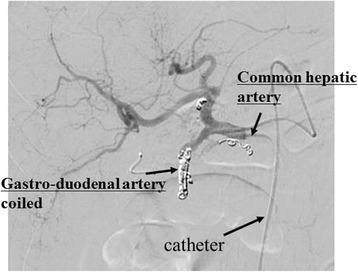 Common hepatic
artery
Gastro-duodenal artery
coiled
catheter